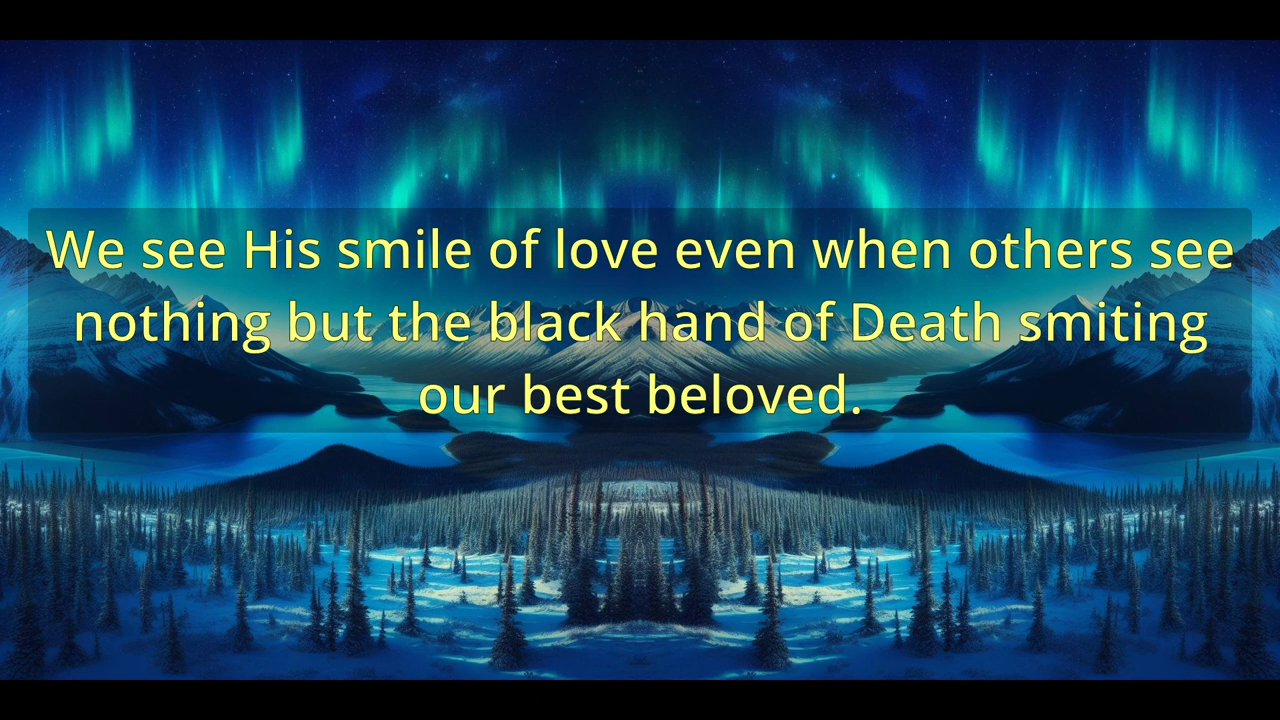 We see His smile of love even when others see
nothing but the black hand of Death smiting
our best beloved.